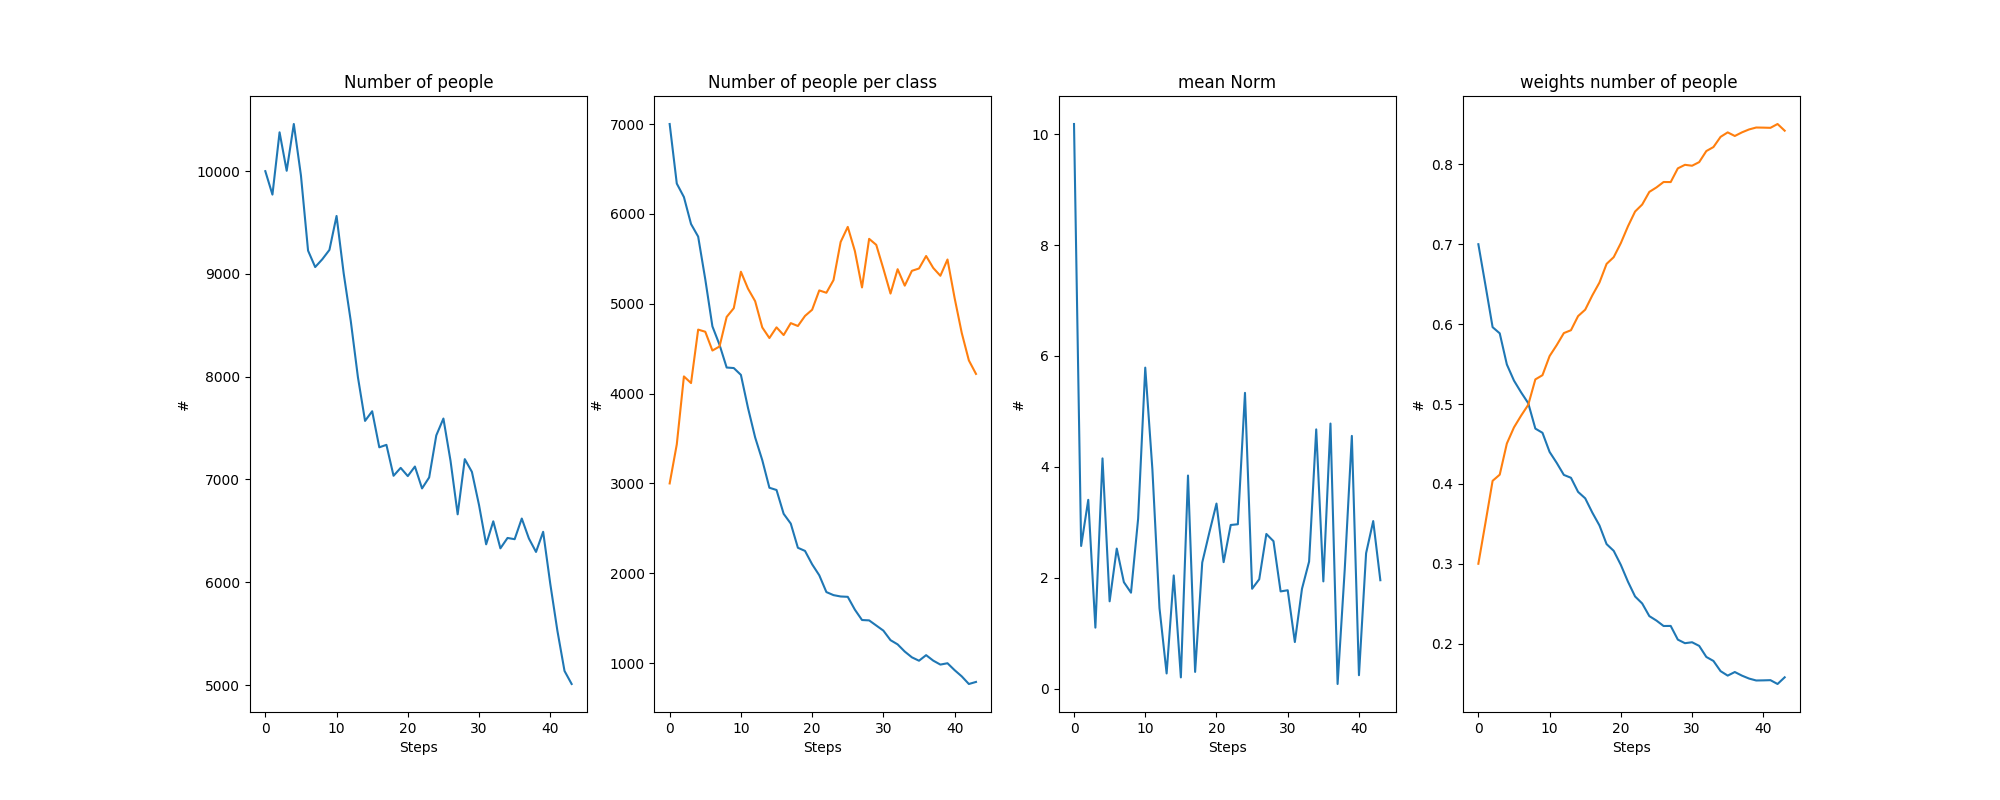 Number of people
10000
9000
8000
7000
6000
5000
#
0 10 20 30 40
Steps
Number of people per class
7000
6000
5000
4000
3000
2000
1000
#
0 10 20 30 40
Steps
mean Norm
10
8
6
4
2
0
#
0 10 20 30 40
Steps
weights number of people
0.8
0.7
0.6
0.5
0.4
0.3
0.2
#
0 10 20 30 40
Steps